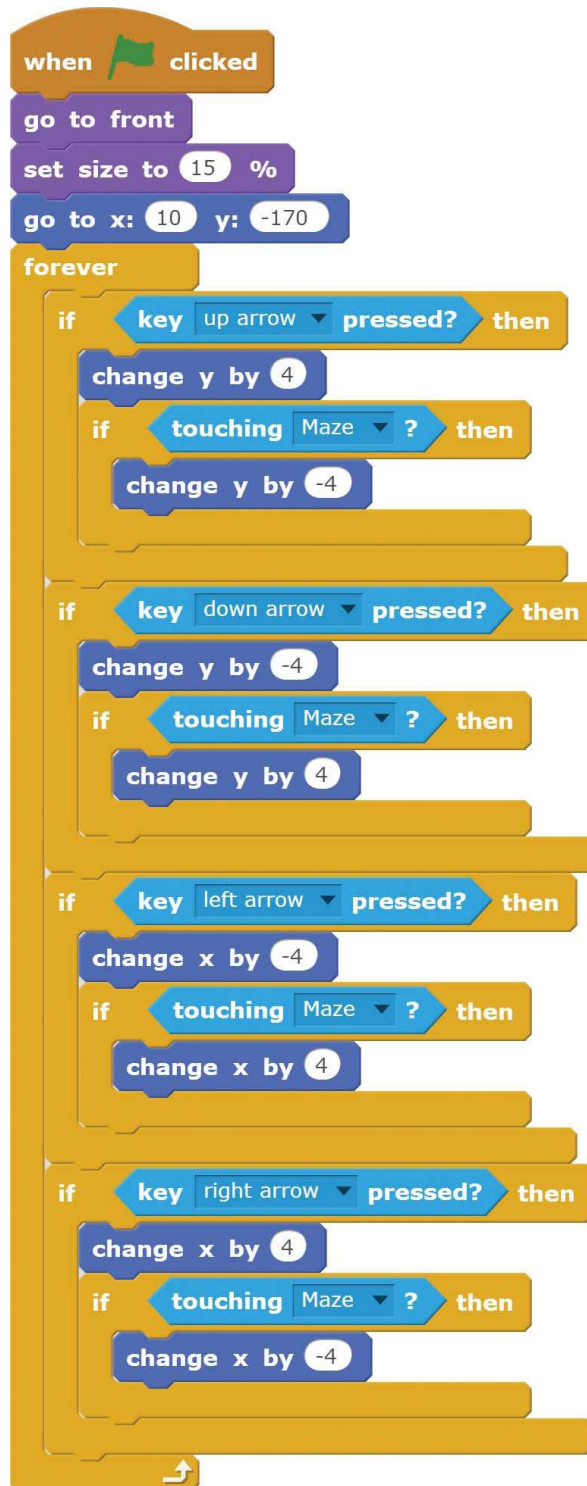 when clicked
go to front
set size to 15 %
go to x: 10 y: -170
forever
if key up arrow pressed? then
change y by 4
if touching Maze ? then
change y by -4
if key down arrow pressed? then
change y by -4
if touching Maze ? then
change y by 4
if key left arrow pressed? then
change x by -4
if touching Maze ? then
change x by 4
if key right arrow pressed? then
change x by 4
if touching Maze ? then
change x by -4